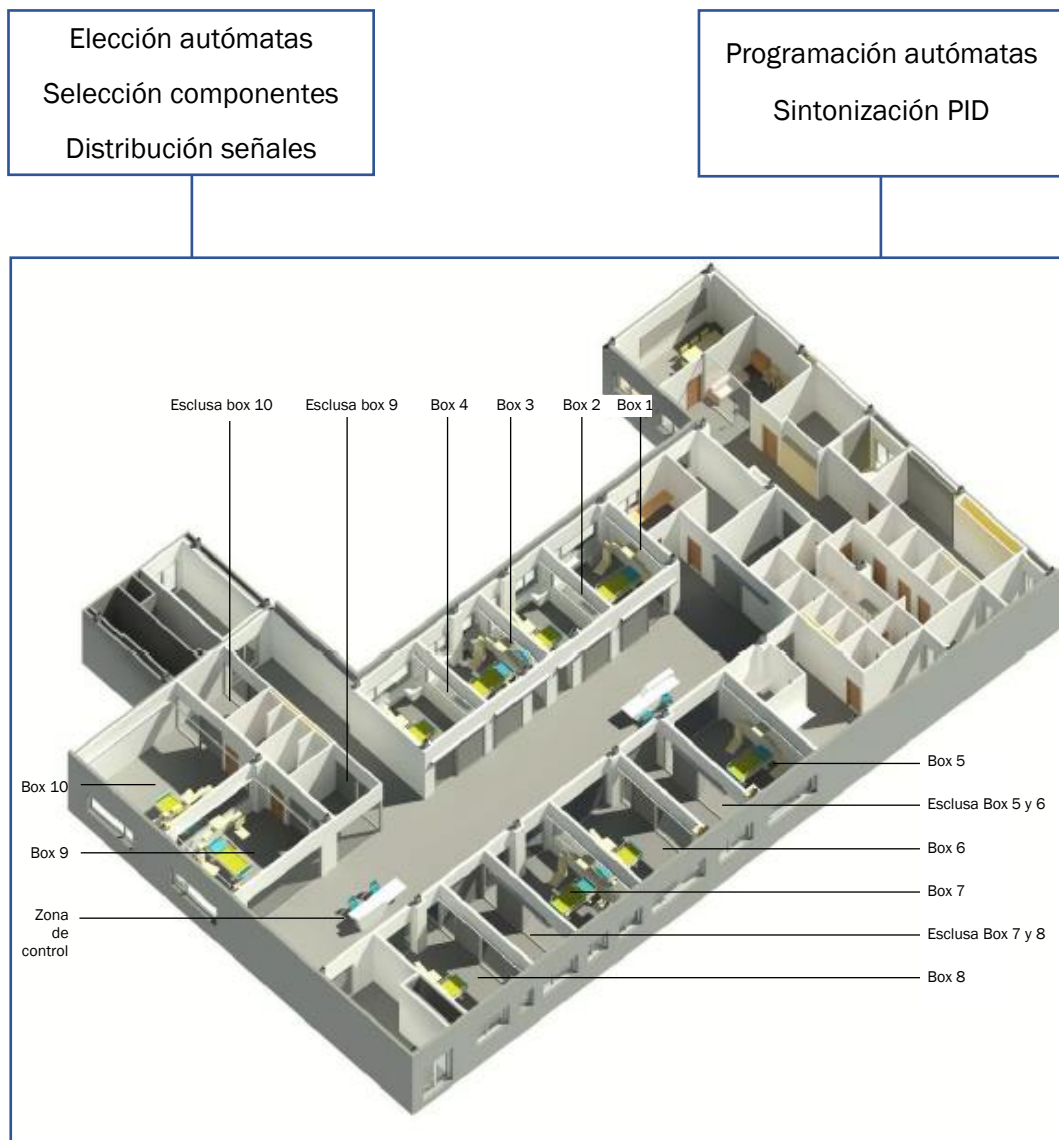 Elección autómatas
Selección componentes
Distribución señales
Programación autómatas
Sintonización PID
Esclusa box 10
Esclusa box 9
Box 4
Box 3
Box 2
Box 1
Box 10
Box 9
Zona
de
control
Box 5
Esclusa Box 5 y 6
Box 6
Box 7
Esclusa Box 7 y 8
Box 8